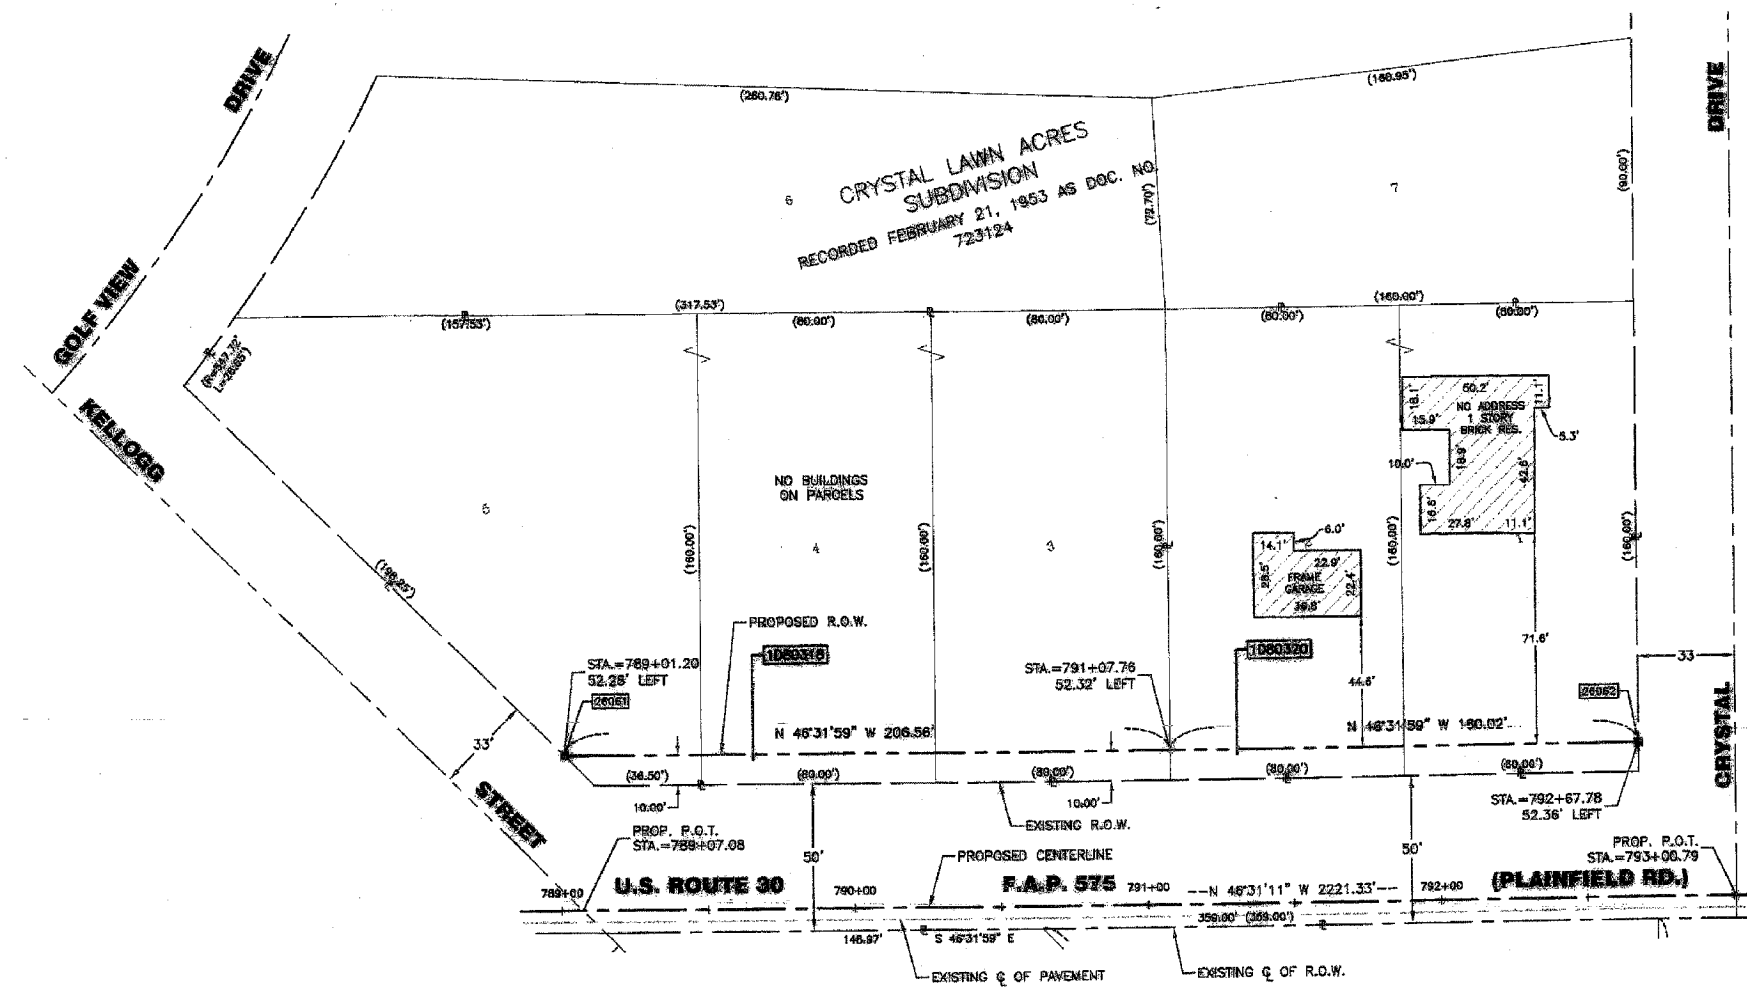 DRIVE
(260.76')
(160.95')
DRIVE
CRYSTAL LAWN ACRES
SUBDIVISION
RECORDED FEBRUARY 21, 1953 AS DOC. NO.
723124
6
7
(72.70')
(90.00')
GOLF VIEW
(317.53')
(160.00')
(157.53')
(80.00')
(80.00')
(80.00')
(80.00')
KELLOGG
50.2'
16.1'
11.1'
NO ADDRESS
1 STORY
BRICK RES.
15.9'
5.3'
10.0'
18.9'
42.6'
27.8'
11.1'
NO BUILDINGS
ON PARCELS
5
4
3
(160.00')
(160.00')
(160.00')
(160.00')
(160.00')
6.0'
14.1'
22.9'
28.5'
22.4'
FRAME
GARAGE
PROPOSED R.O.W.
1080320
STA.=789+01.20
52.28' LEFT
STA.=791+07.76
52.32' LEFT
44.6'
71.6'
33
CRYSTAL
N 46°31'59" W 206.56'
N 46°31'59" W 160.02'
33'
STREET
(36.50')
(80.00')
(80.00')
(80.00')
(80.00')
10.00'
10.00'
STA.=792+67.78
52.36' LEFT
EXISTING R.O.W.
PROP. P.O.T.
STA.=789+07.08
50'
50'
PROPOSED CENTERLINE
PROP. P.O.T.
STA.=793+00.79
789+00
U.S. ROUTE 30
790+00
F.A.P. 575
791+00
N 46°31'11" W 2221.33'
792+00
(PLAINFIELD RD.)
359.00' (359.00')
146.97'
S 46°31'59" E
EXISTING ℄ OF PAVEMENT
EXISTING ℄ OF R.O.W.